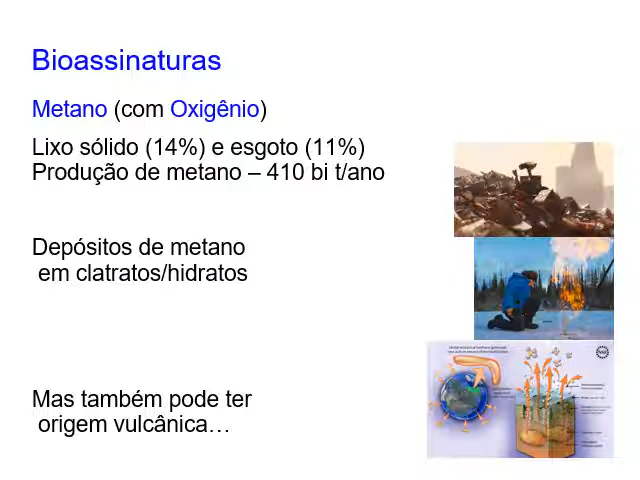 Bioassinaturas
Metano (com Oxigênio)
Lixo sólido (14%) e esgoto (11%)
Produção de metano – 410 bi t/ano
Depósitos de metano
em clatratos/hidratos
Mas também pode ter
origem vulcânica…